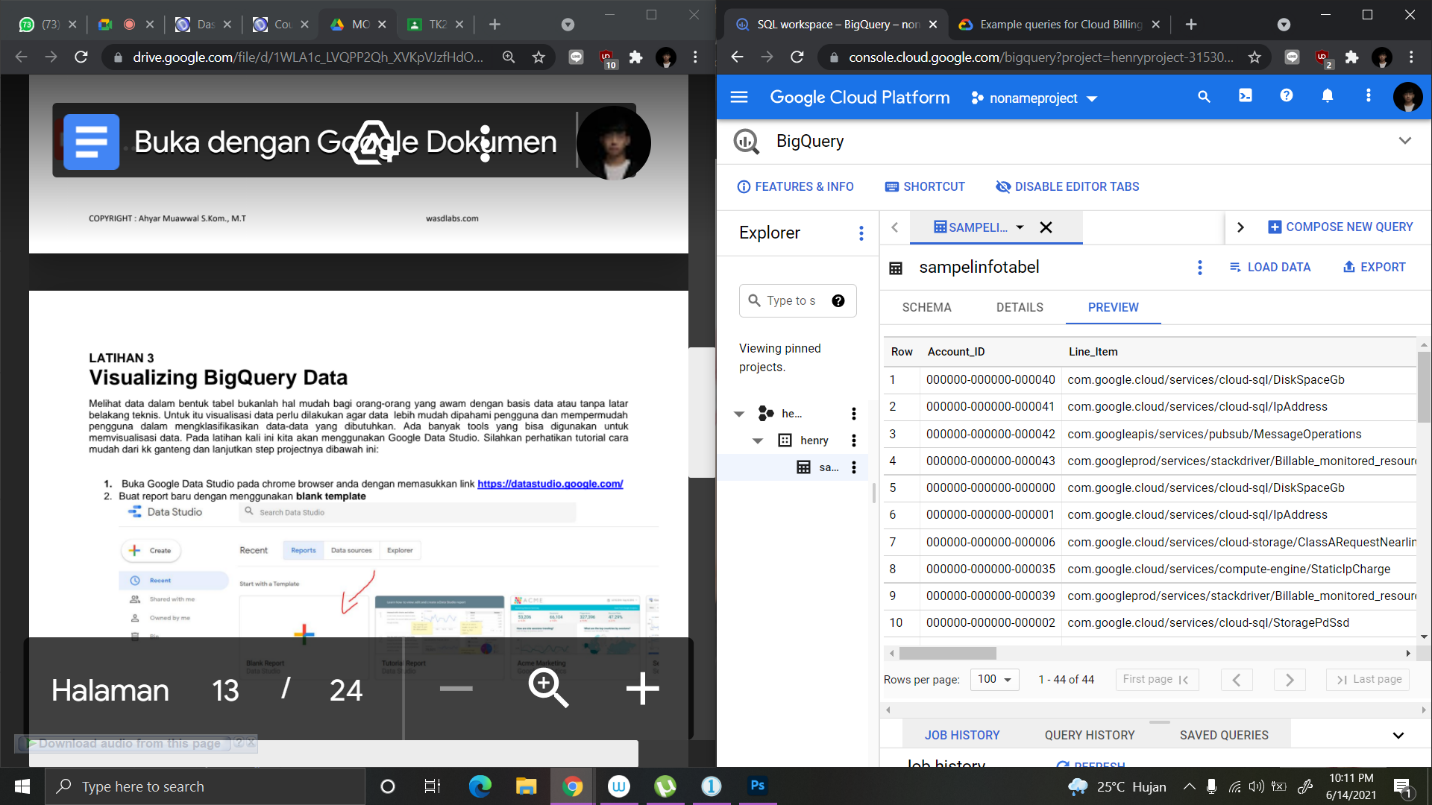 (73)
Das
Cou
MO
TK2
drive.google.com/file/d/1WLA1c_LVQPP2Qh_XVKpVJzfHdO...
10
Buka dengan Google Dokumen
COPYRIGHT : Ahyar Muawwal S.Kom., M.T
wasdlabs.com
LATIHAN 3
Visualizing BigQuery Data
Melihat data dalam bentuk tabel bukanlah hal mudah bagi orang-orang yang awam dengan basis data atau tanpa latar
belakang teknis. Untuk itu visualisasi data perlu dilakukan agar data lebih mudah dipahami pengguna dan mempermudah
pengguna dalam mengklasifikasikan data-data yang dibutuhkan. Ada banyak tools yang bisa digunakan untuk
memvisualisasi data. Pada latihan kali ini kita akan menggunakan Google Data Studio. Silahkan perhatikan tutorial cara
mudah dari kk ganteng dan lanjutkan step projectnya dibawah ini:
1. Buka Google Data Studio pada chrome browser anda dengan memasukkan link https://datastudio.google.com/
2. Buat report baru dengan menggunakan blank template
Data Studio
Search Data Studio
Create
Recent
Reports
Data sources
Explorer
Recent
Start with a Template
Shared with me
Owned by me
Bin
ACME
Blank Report
Tutorial Report
Acme Marketing
Halaman 13 / 24
Download audio from this page ? x
SQL workspace – BigQuery – non
Example queries for Cloud Billing
console.cloud.google.com/bigquery?project=henryproject-31530...
2
Google Cloud Platform
nonameproject
BigQuery
FEATURES & INFO
SHORTCUT
DISABLE EDITOR TABS
Explorer
Type to s
Viewing pinned
projects.
he...
henry
sa...
SAMPELI...
COMPOSE NEW QUERY
sampelinfotabel
LOAD DATA
EXPORT
SCHEMA
DETAILS
PREVIEW
Row Account_ID Line_Item
1 000000-000000-000040 com.google.cloud/services/cloud-sql/DiskSpaceGb
2 000000-000000-000041 com.google.cloud/services/cloud-sql/IpAddress
3 000000-000000-000042 com.googleapis/services/pubsub/MessageOperations
4 000000-000000-000043 com.googleprod/services/stackdriver/Billable_monitored_resour
5 000000-000000-000000 com.google.cloud/services/cloud-sql/DiskSpaceGb
6 000000-000000-000001 com.google.cloud/services/cloud-sql/IpAddress
7 000000-000000-000006 com.google.cloud/services/cloud-storage/ClassARequestNearlin
8 000000-000000-000035 com.google.cloud/services/compute-engine/StaticIpCharge
9 000000-000000-000039 com.googleprod/services/stackdriver/Billable_monitored_resour
10 000000-000000-000002 com.google.cloud/services/cloud-sql/StoragePdSsd
Rows per page: 100
1 - 44 of 44
First page
Last page
JOB HISTORY
QUERY HISTORY
SAVED QUERIES
Job history
REFRESH
Type here to search
Ps
25°C Hujan
10:11 PM
6/14/2021
1